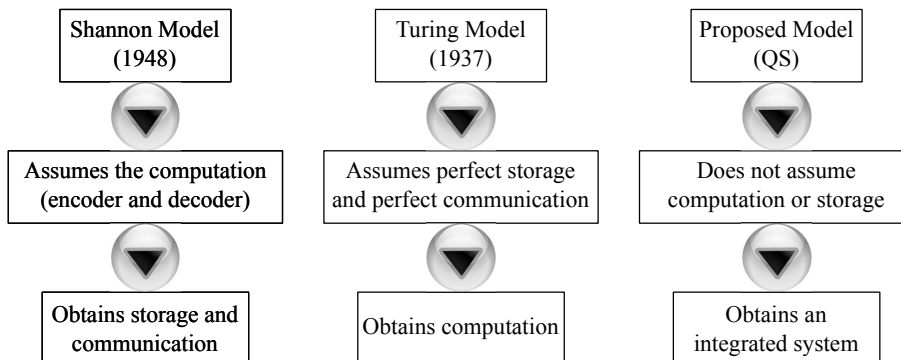 Shannon Model
(1948)
Assumes the computation
(encoder and decoder)
Obtains storage and
communication
Turing Model
(1937)
Assumes perfect storage
and perfect communication
Obtains computation
Proposed Model
(QS)
Does not assume
computation or storage
Obtains an
integrated system